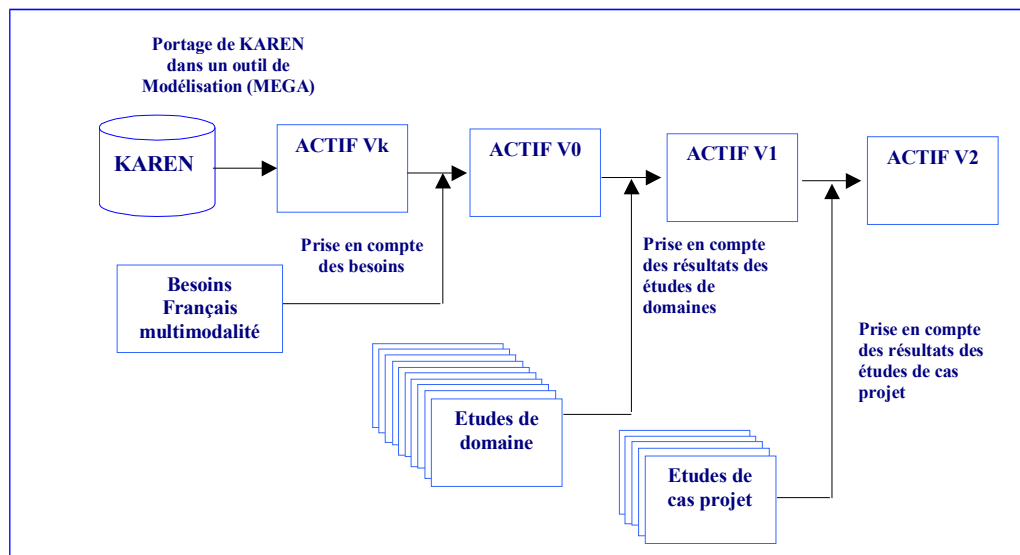 Portage de KAREN
dans un outil de
Modélisation (MEGA)
KAREN
ACTIF Vk
ACTIF V0
ACTIF V1
ACTIF V2
Prise en compte
des besoins
Besoins
Français
multimodalité
Prise en compte
des résultats des
études de
domaines
Prise en compte
des résultats des
études de cas
projet
Etudes de
domaine
Etudes de
cas projet